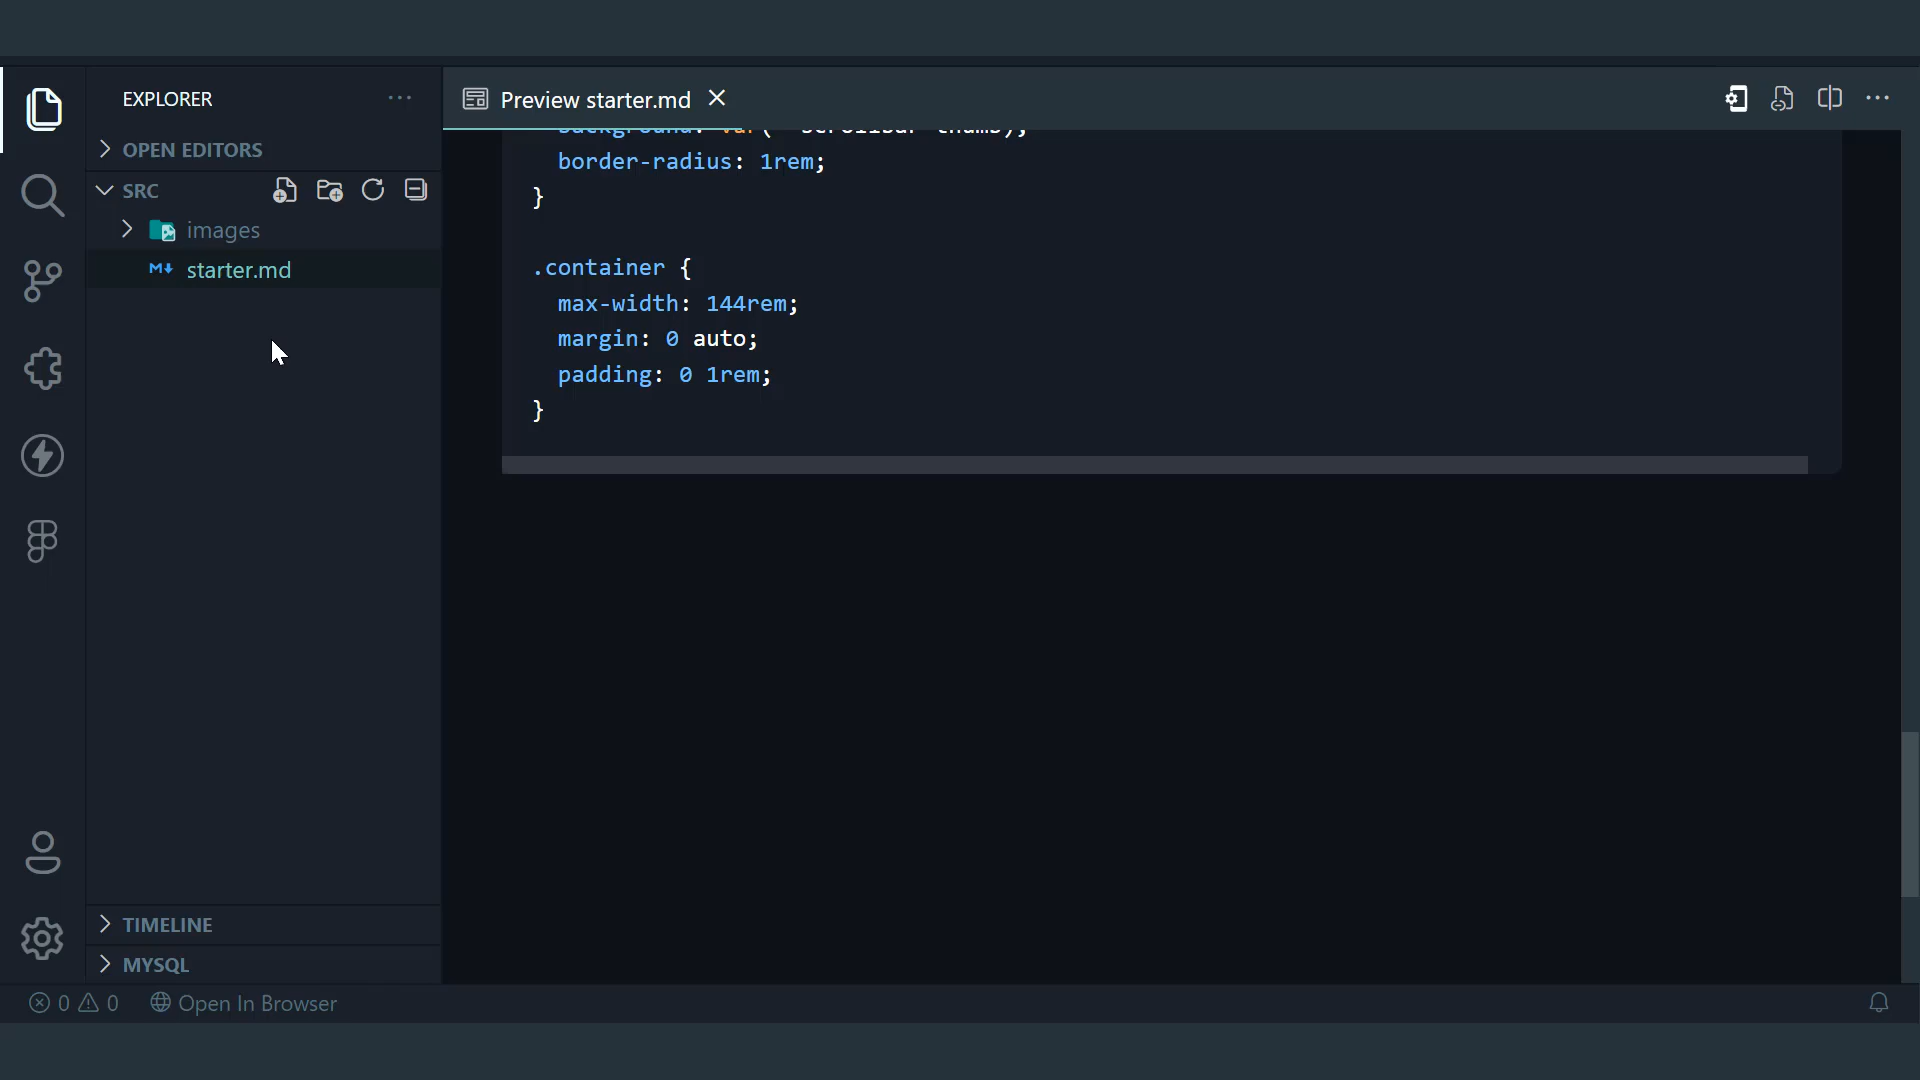 EXPLORER
Preview starter.md
OPEN EDITORS
SRC
images
starter.md
border-radius: 1rem;
}
.container {
max-width: 144rem;
margin: 0 auto;
padding: 0 1rem;
}
TIMELINE
MYSQL
0 0 Open In Browser